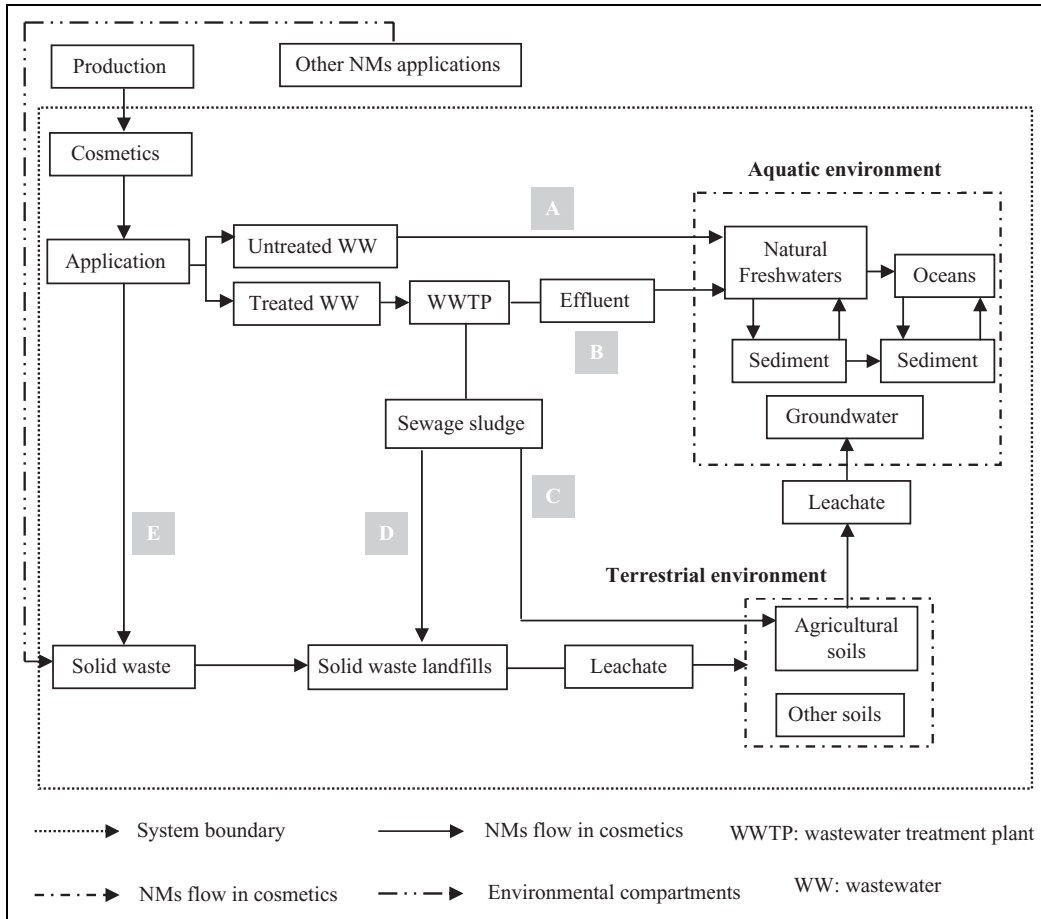 Production
Other NMs applications
Cosmetics
Aquatic environment
A
Untreated WW
Natural
Freshwaters
Application
Oceans
Treated WW
WWTP
Effluent
B
Sediment
Sediment
Sewage sludge
Groundwater
C
Leachate
E
D
Terrestrial environment
Agricultural
soils
Solid waste
Solid waste landfills
Leachate
Other soils
System boundary
NMs flow in cosmetics
WWTP: wastewater treatment plant
NMs flow in cosmetics
Environmental compartments
WW: wastewater